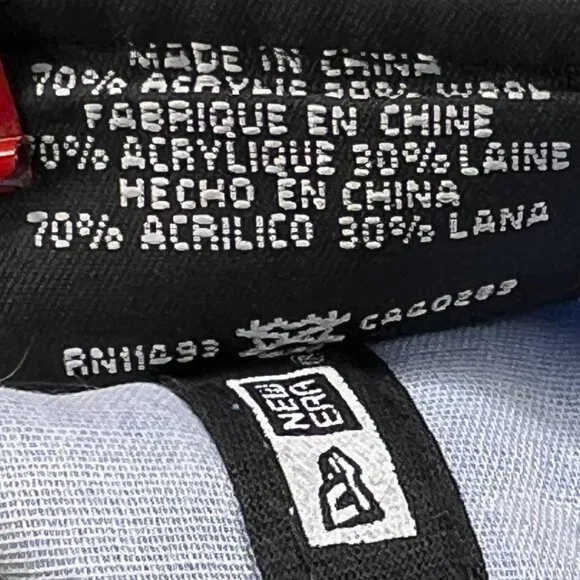 MADE IN CHINA
70% ACRYLIC 30% WOOL
FABRIQUE EN CHINE
70% ACRYLIQUE 30% LAINE
HECHO EN CHINA
70% ACRILICO 30% LANA
RN11493 CA00289
NEW
ERA